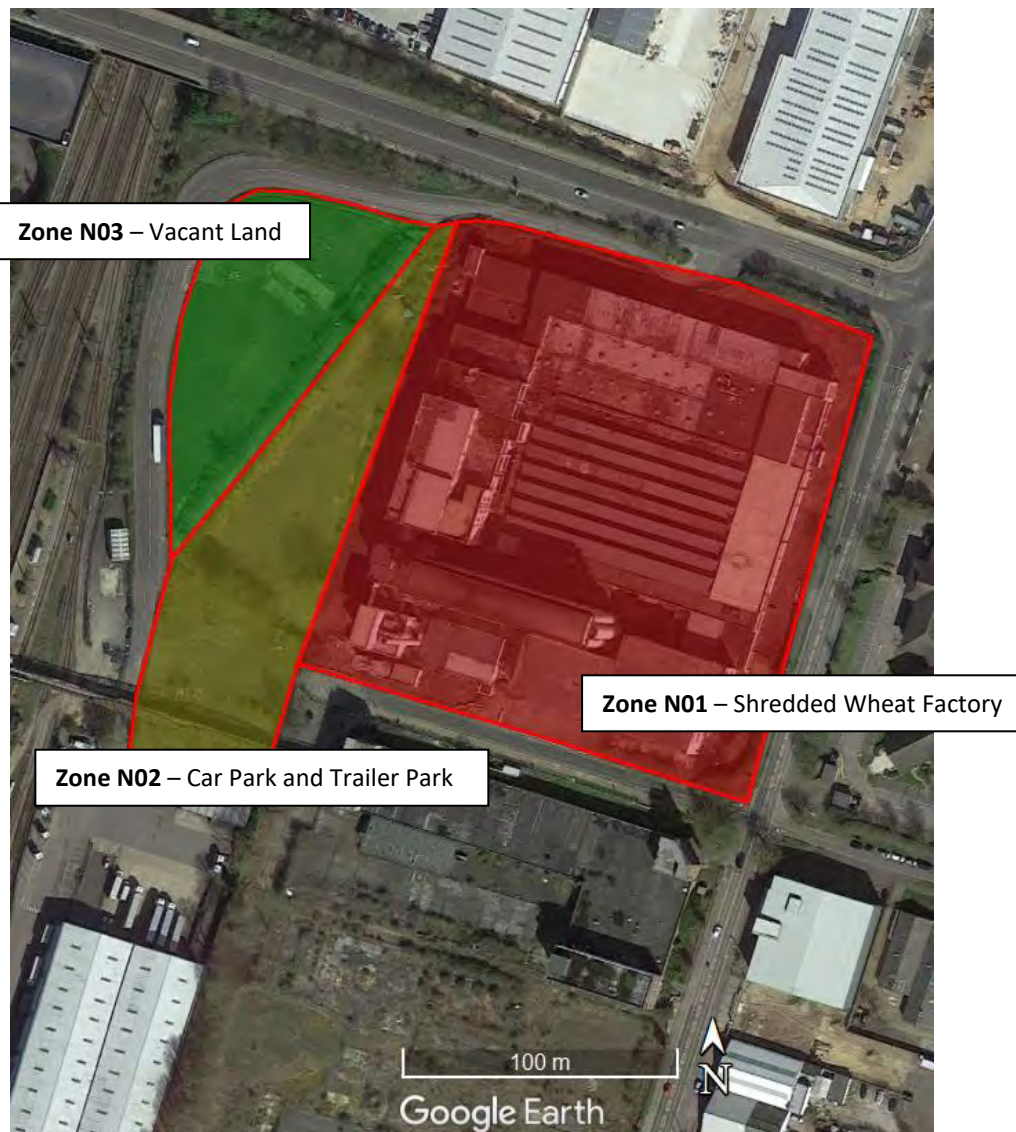 Zone N03 – Vacant Land
Zone N01 – Shredded Wheat Factory
Zone N02 – Car Park and Trailer Park
100 m
N
Google Earth